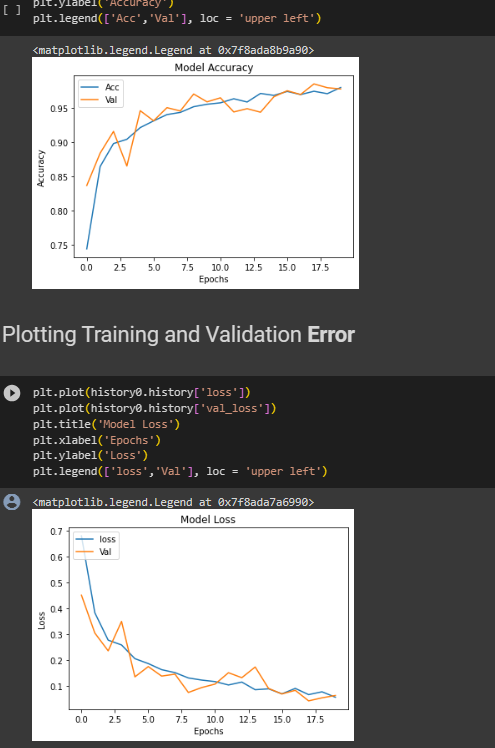 plt.ylabel('Accuracy')
[ ] plt.legend(['Acc','Val'], loc = 'upper left')
<matplotlib.legend.Legend at 0x7f8ada8b9a90>
Model Accuracy
Acc
Val
0.95
0.90
0.85
0.80
0.75
Accuracy
0.0 2.5 5.0 7.5 10.0 12.5 15.0 17.5
Epochs
Plotting Training and Validation Error
plt.plot(history0.history['loss'])
plt.plot(history0.history['val_loss'])
plt.title('Model Loss')
plt.xlabel('Epochs')
plt.ylabel('Loss')
plt.legend(['loss','Val'], loc = 'upper left')
<matplotlib.legend.Legend at 0x7f8ada7a6990>
Model Loss
loss
Val
0.7
0.6
0.5
0.4
0.3
0.2
0.1
Loss
0.0 2.5 5.0 7.5 10.0 12.5 15.0 17.5
Epochs